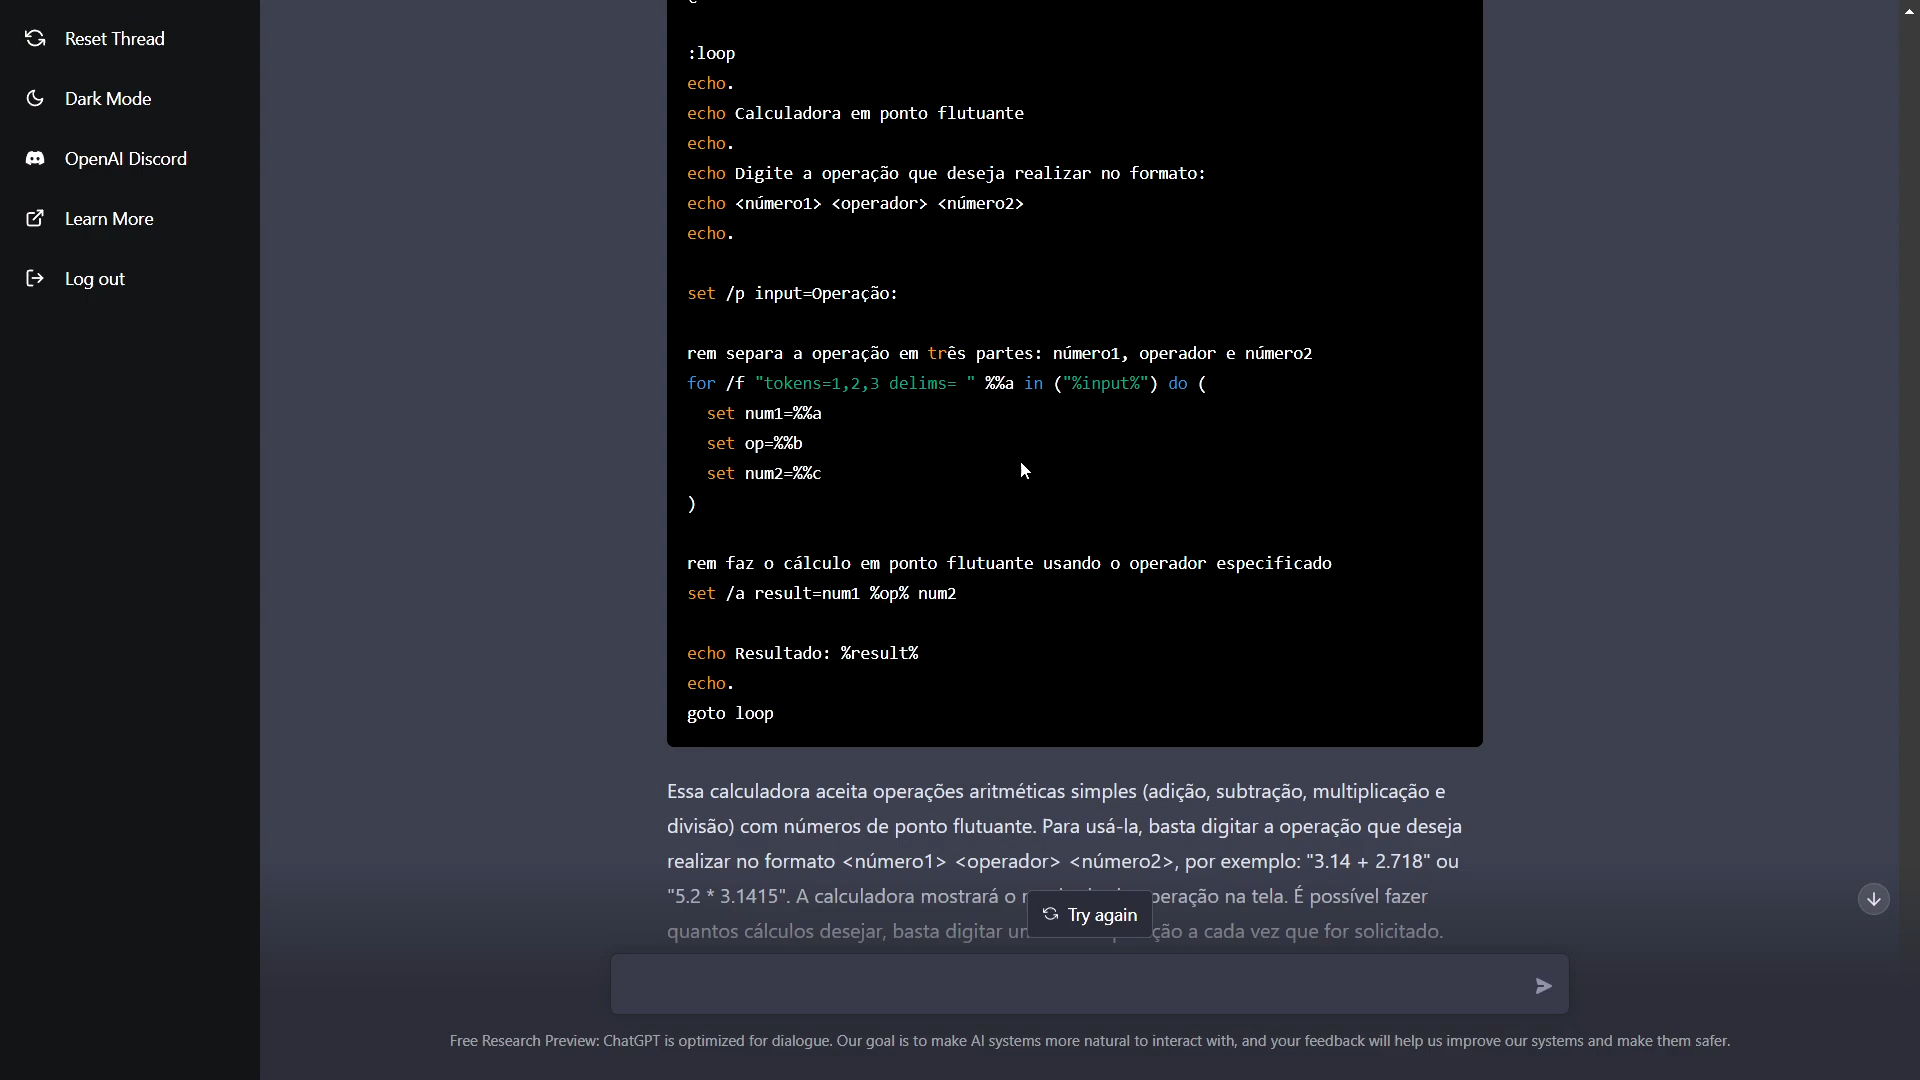 Reset Thread
Dark Mode
OpenAI Discord
Learn More
Log out
:loop
echo.
echo Calculadora em ponto flutuante
echo.
echo Digite a operação que deseja realizar no formato:
echo <número1> <operador> <número2>
echo.
set /p input=Operação:
rem separa a operação em três partes: número1, operador e número2
for /f "tokens=1,2,3 delims= " %%a in ("%input%") do (
set num1=%%a
set op=%%b
set num2=%%c
)
rem faz o cálculo em ponto flutuante usando o operador especificado
set /a result=num1 %op% num2
echo Resultado: %result%
echo.
goto loop
Essa calculadora aceita operações aritméticas simples (adição, subtração, multiplicação e
divisão) com números de ponto flutuante. Para usá-la, basta digitar a operação que deseja
realizar no formato <número1> <operador> <número2>, por exemplo: "3.14 + 2.718" ou
"5.2 * 3.1415". A calculadora mostrará o na tela. É possível fazer
quantos cálculos desejar, basta digitar a cada vez que for solicitado.
Try again
Free Research Preview: ChatGPT is optimized for dialogue. Our goal is to make AI systems more natural to interact with, and your feedback will help us improve our systems and make them safer.